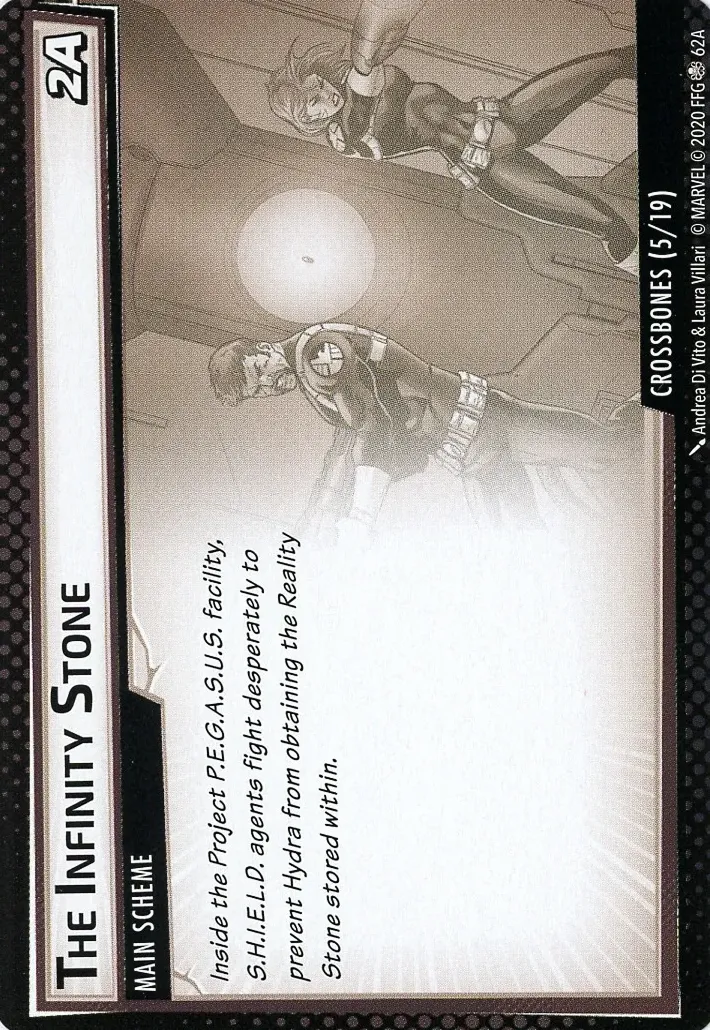 THE INFINITY STONE
2A
MAIN SCHEME
Inside the Project P.E.G.A.S.U.S. facility,
S.H.I.E.L.D. agents fight desperately to
prevent Hydra from obtaining the Reality
Stone stored within.
CROSSBONES (5/19)
Andrea Di Vito & Laura Villari © MARVEL © 2020 FFG 62A